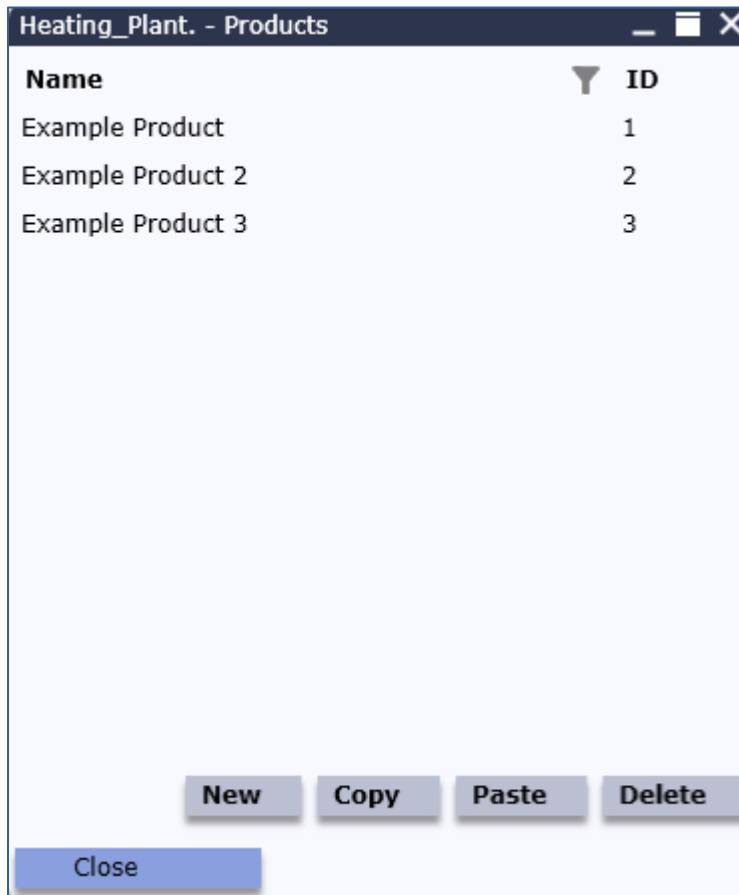 Heating_Plant. - Products
Name ID
Example Product 1
Example Product 2 2
Example Product 3 3
New Copy Paste Delete
Close